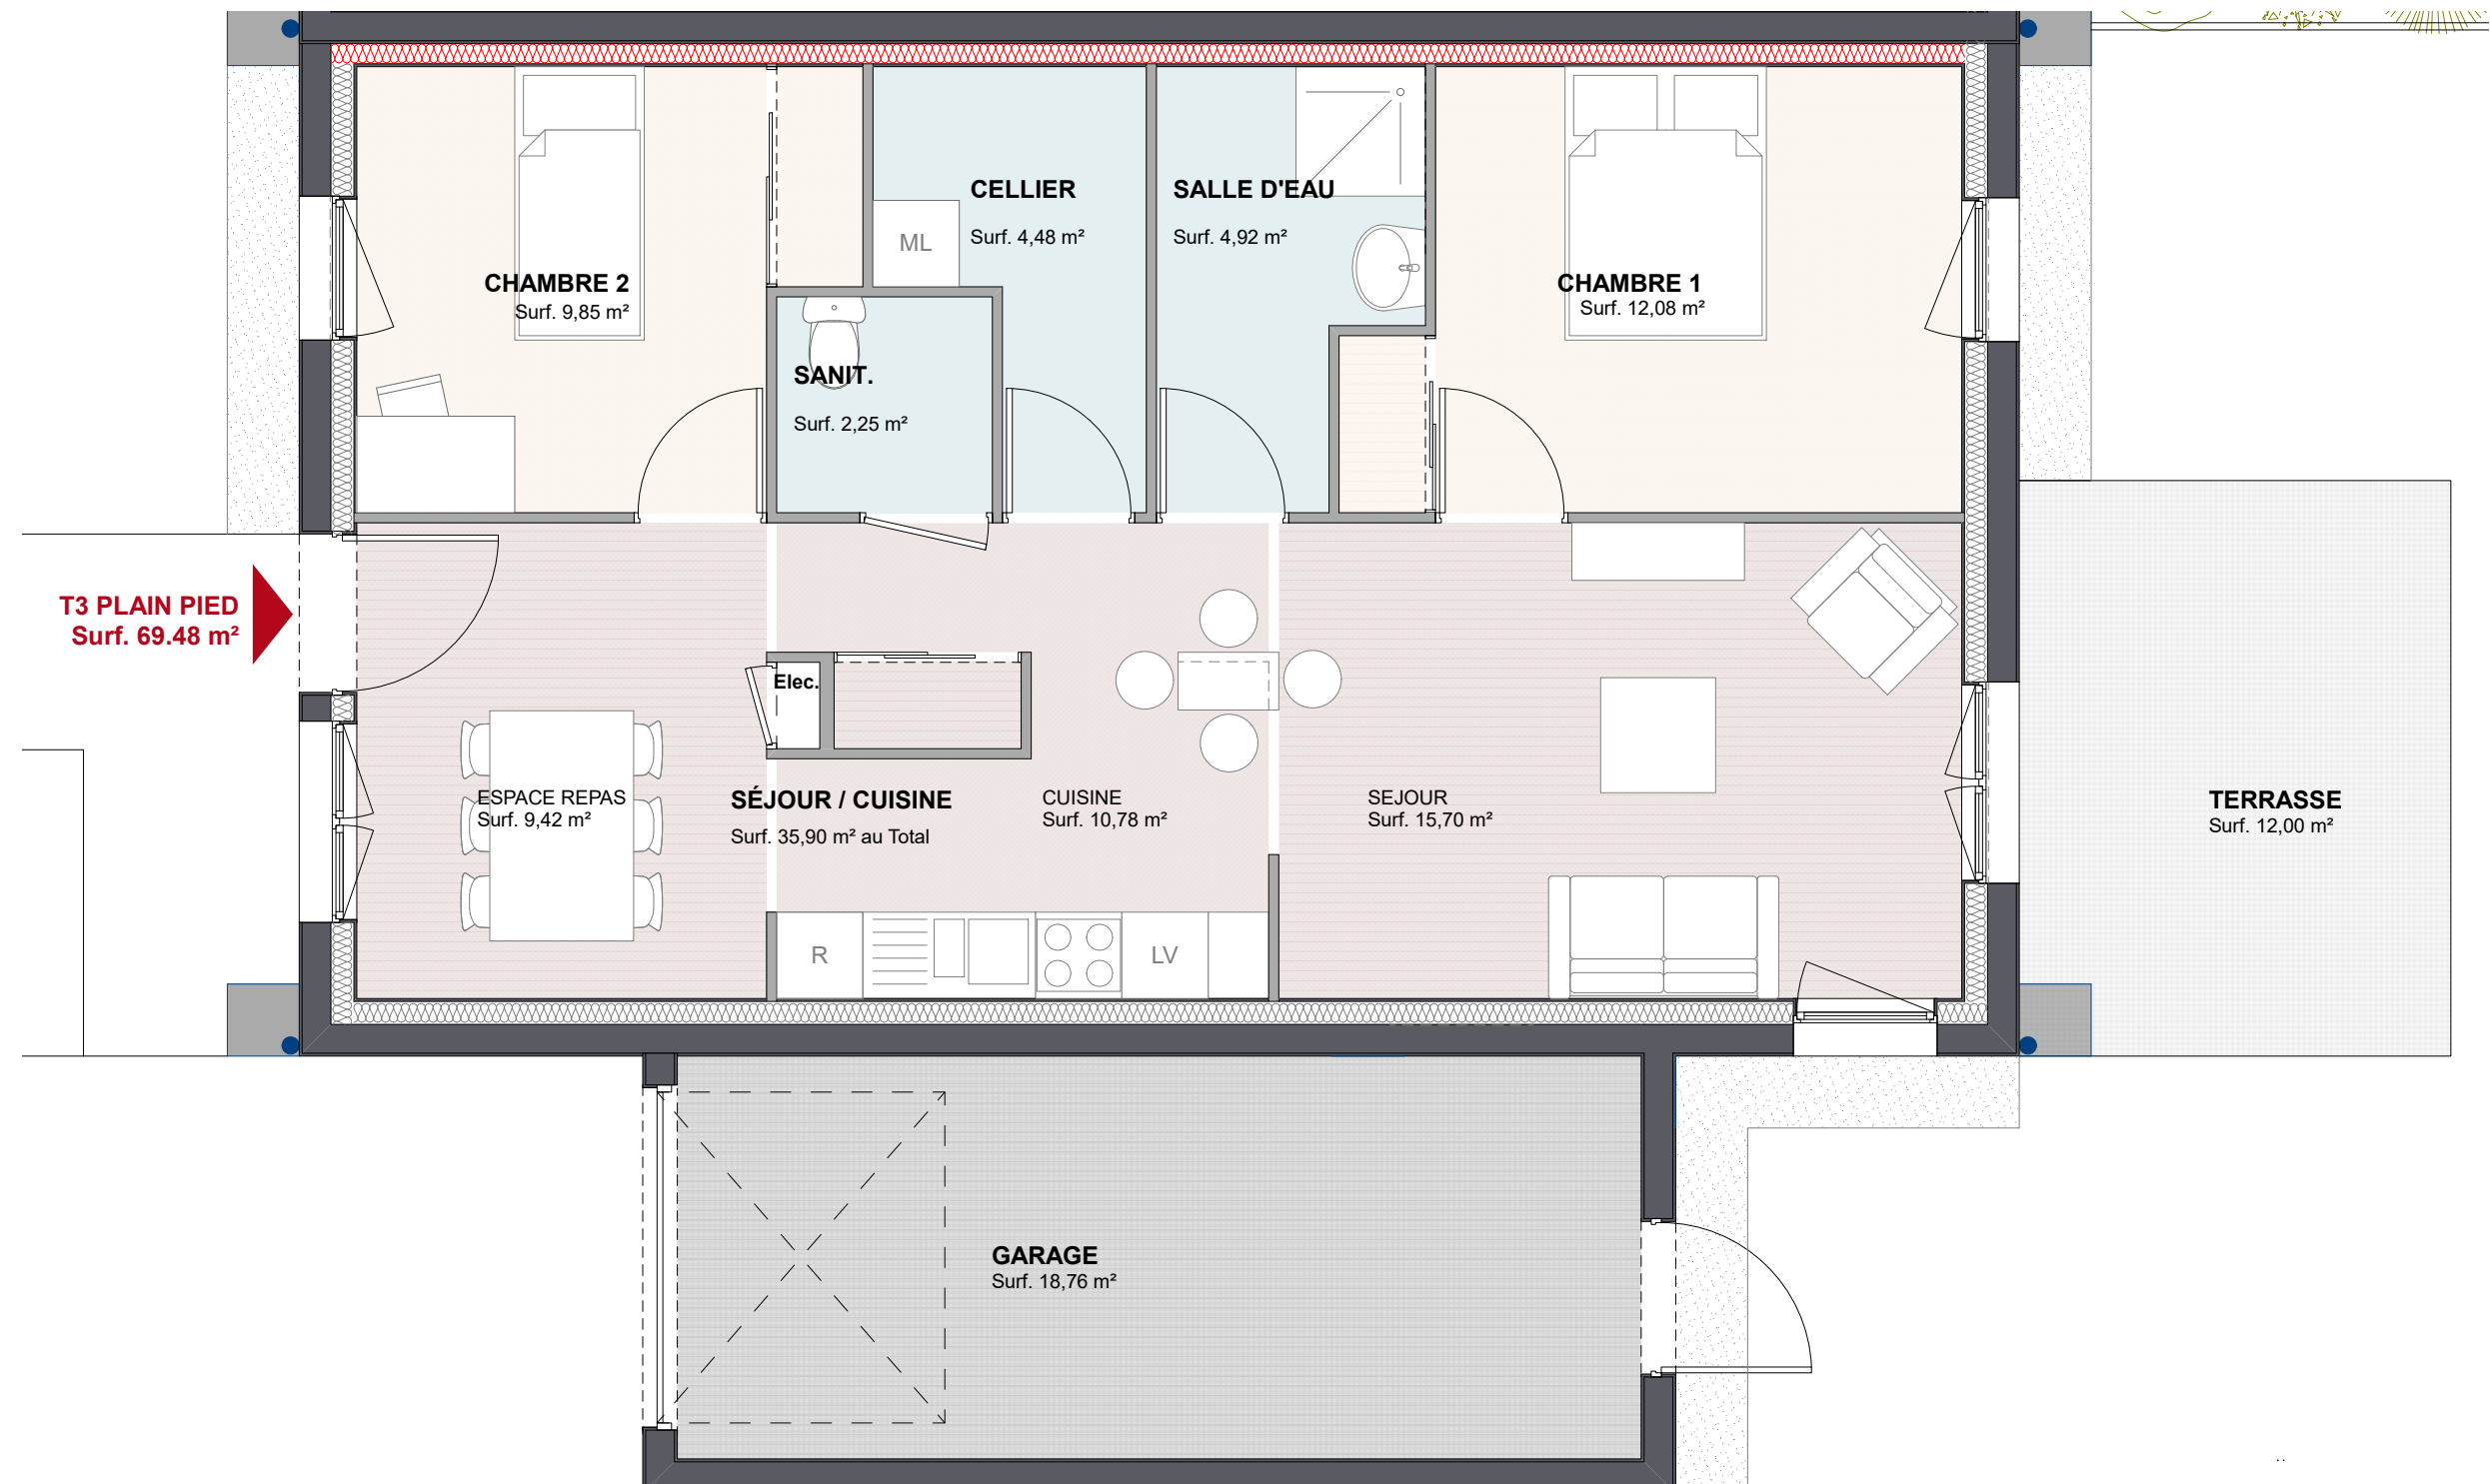 CELLIER
Surf. 4,48 m²
ML
SALLE D'EAU
Surf. 4,92 m²
CHAMBRE 2
Surf. 9,85 m²
CHAMBRE 1
Surf. 12,08 m²
SANIT.
Surf. 2,25 m²
T3 PLAIN PIED
Surf. 69.48 m²
Elec.
ESPACE REPAS
Surf. 9,42 m²
SÉJOUR / CUISINE
Surf. 35,90 m² au Total
CUISINE
Surf. 10,78 m²
SEJOUR
Surf. 15,70 m²
TERRASSE
Surf. 12,00 m²
R
LV
GARAGE
Surf. 18,76 m²